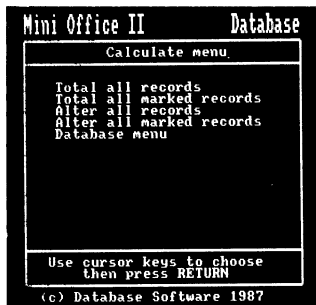 Mini Office II Database
Calculate menu
Total all records
Total all marked records
Alter all records
Alter all marked records
Database menu
Use cursor keys to choose
then press RETURN
(c) Database Software 1987